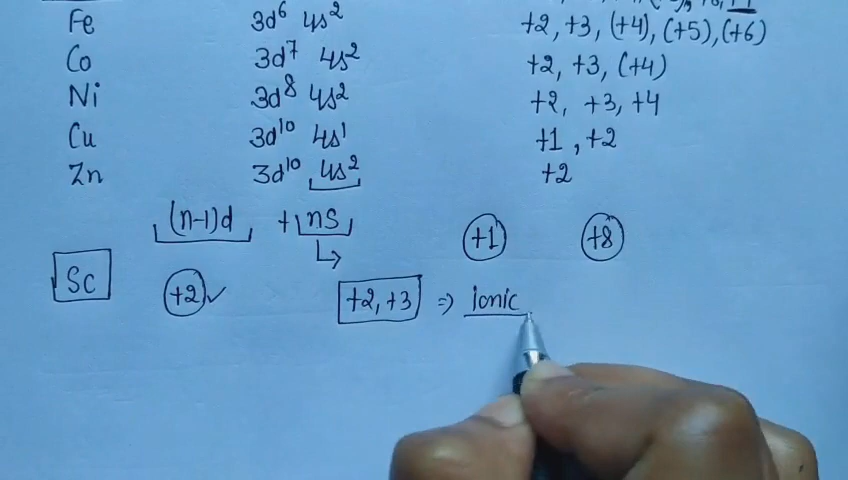 Fe 3d⁶ 4s² +2, +3, (+4), (+5), (+6)
Co 3d⁷ 4s² +2, +3, (+4)
Ni 3d⁸ 4s² +2, +3, +4
Cu 3d¹⁰ 4s¹ +1, +2
Zn 3d¹⁰ 4s² +2
(n-1)d + ns +1 +8
Sc +2 ✓ +2, +3 ⇒ ionic